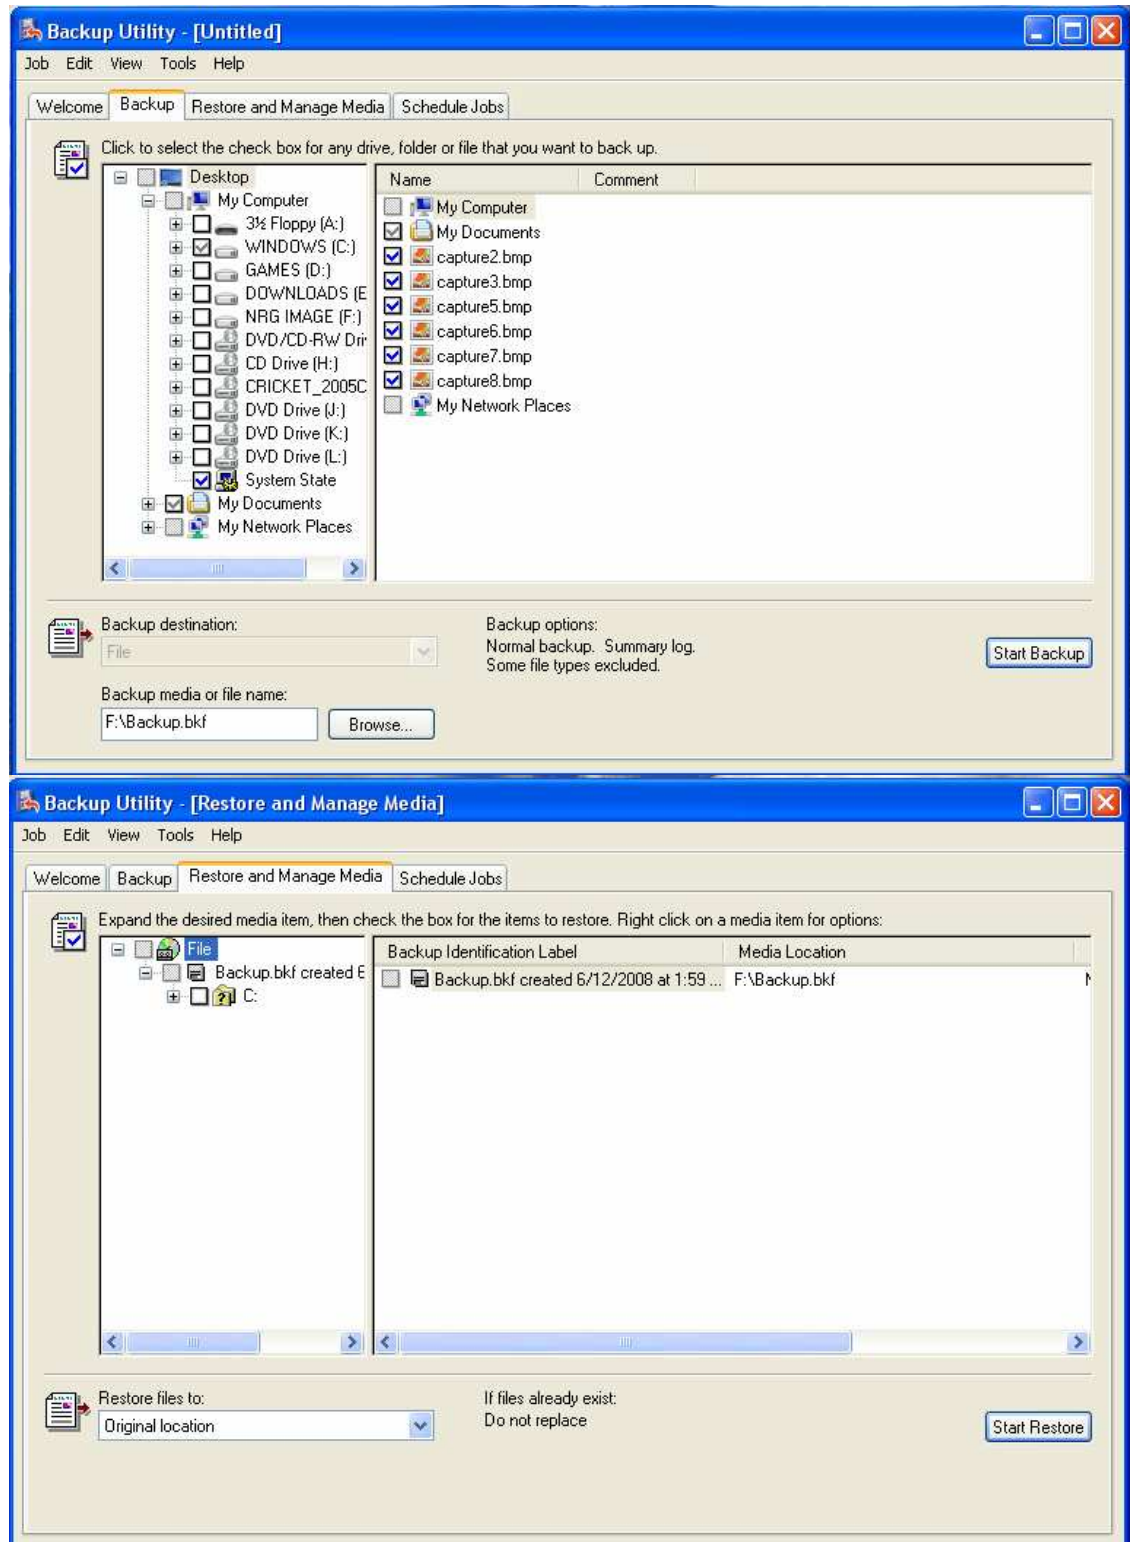 Backup Utility - [Untitled]
Job Edit View Tools Help
Welcome Backup Restore and Manage Media Schedule Jobs
Click to select the check box for any drive, folder or file that you want to back up.
Desktop
My Computer
3½ Floppy (A:)
WINDOWS (C:)
GAMES (D:)
DOWNLOADS (E
NRG IMAGE (F:)
DVD/CD-RW Dri
CD Drive (H:)
CRICKET_2005C
DVD Drive (J:)
DVD Drive (K:)
DVD Drive (L:)
System State
My Documents
My Network Places
Name Comment
My Computer
My Documents
capture2.bmp
capture3.bmp
capture5.bmp
capture6.bmp
capture7.bmp
capture8.bmp
My Network Places
Backup destination:
File
Backup media or file name:
F:\Backup.bkf Browse...
Backup options:
Normal backup. Summary log.
Some file types excluded.
Start Backup
Backup Utility - [Restore and Manage Media]
Job Edit View Tools Help
Welcome Backup Restore and Manage Media Schedule Jobs
Expand the desired media item, then check the box for the items to restore. Right click on a media item for options:
File
Backup.bkf created
C:
Backup Identification Label Media Location
Backup.bkf created 6/12/2008 at 1:59 ... F:\Backup.bkf
Restore files to:
Original location
If files already exist:
Do not replace
Start Restore